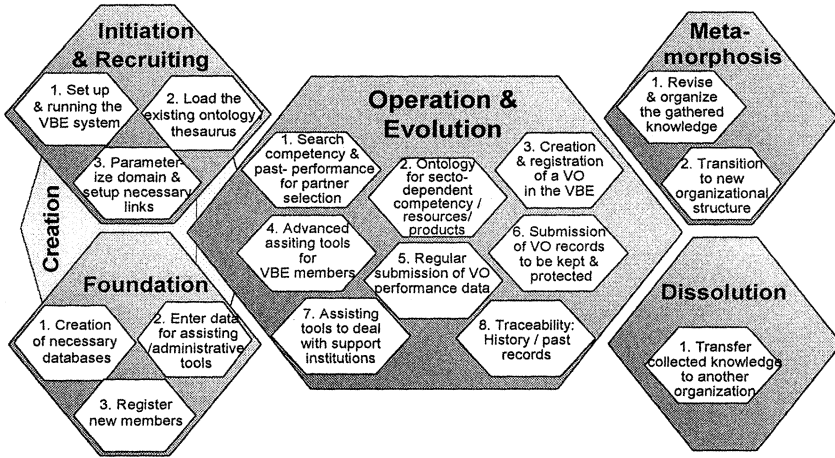 Initiation
& Recruiting
1. Set up
& running the
VBE system
2. Load the
existing ontology /
thesaurus
3. Parameter-
ize domain &
setup necessary
links
Creation
Foundation
1. Creation
of necessary
databases
2. Enter data
for assisting
/administrative
tools
3. Register
new members
Operation &
Evolution
1. Search
competency &
past- performance
for partner
selection
2. Ontology
for secto-
dependent
competency /
resources/
products
3. Creation
& registration
of a VO
in the VBE
4. Advanced
assiting tools
for
VBE members
5. Regular
submission of VO
performance data
6. Submission
of VO records
to be kept &
protected
7. Assisting
tools to deal
with support
institutions
8. Traceability:
History / past
records
Meta-
morphosis
1. Revise
& organize
the gathered
knowledge
2. Transition
to new
organizational
structure
Dissolution
1. Transfer
collected knowledge
to another
organization